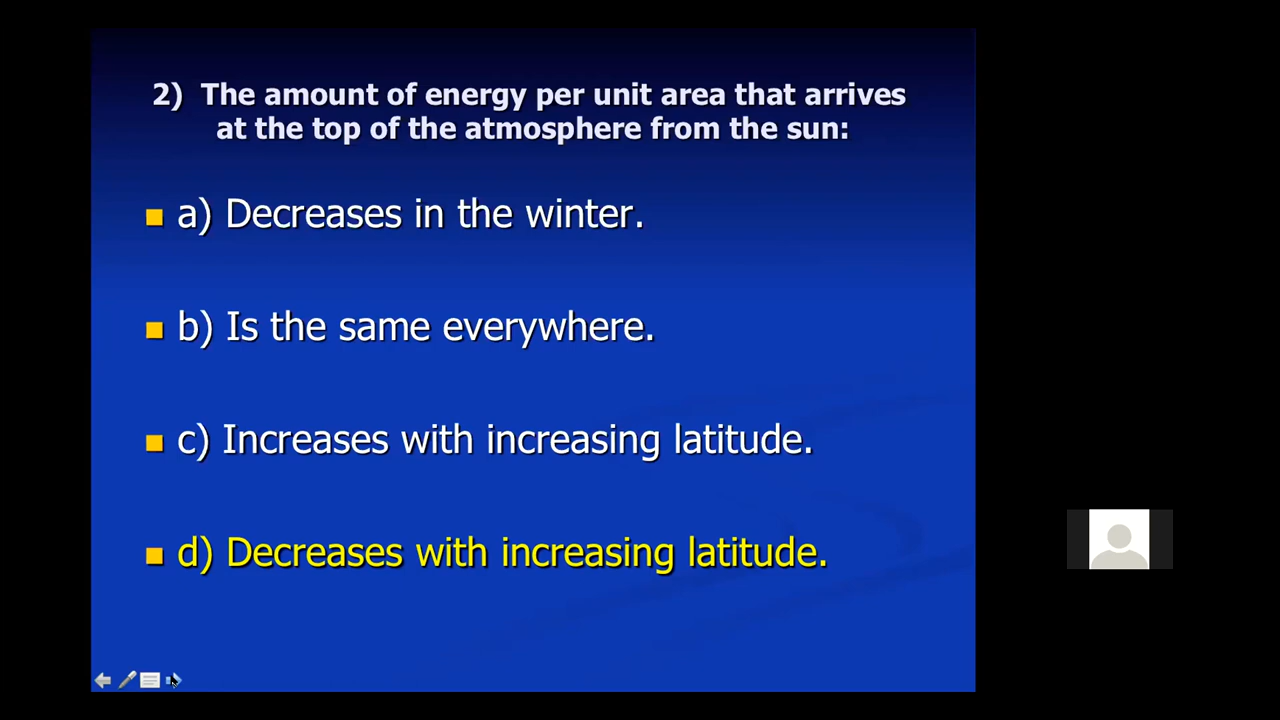 2) The amount of energy per unit area that arrives
at the top of the atmosphere from the sun:
a) Decreases in the winter.
b) Is the same everywhere.
c) Increases with increasing latitude.
d) Decreases with increasing latitude.